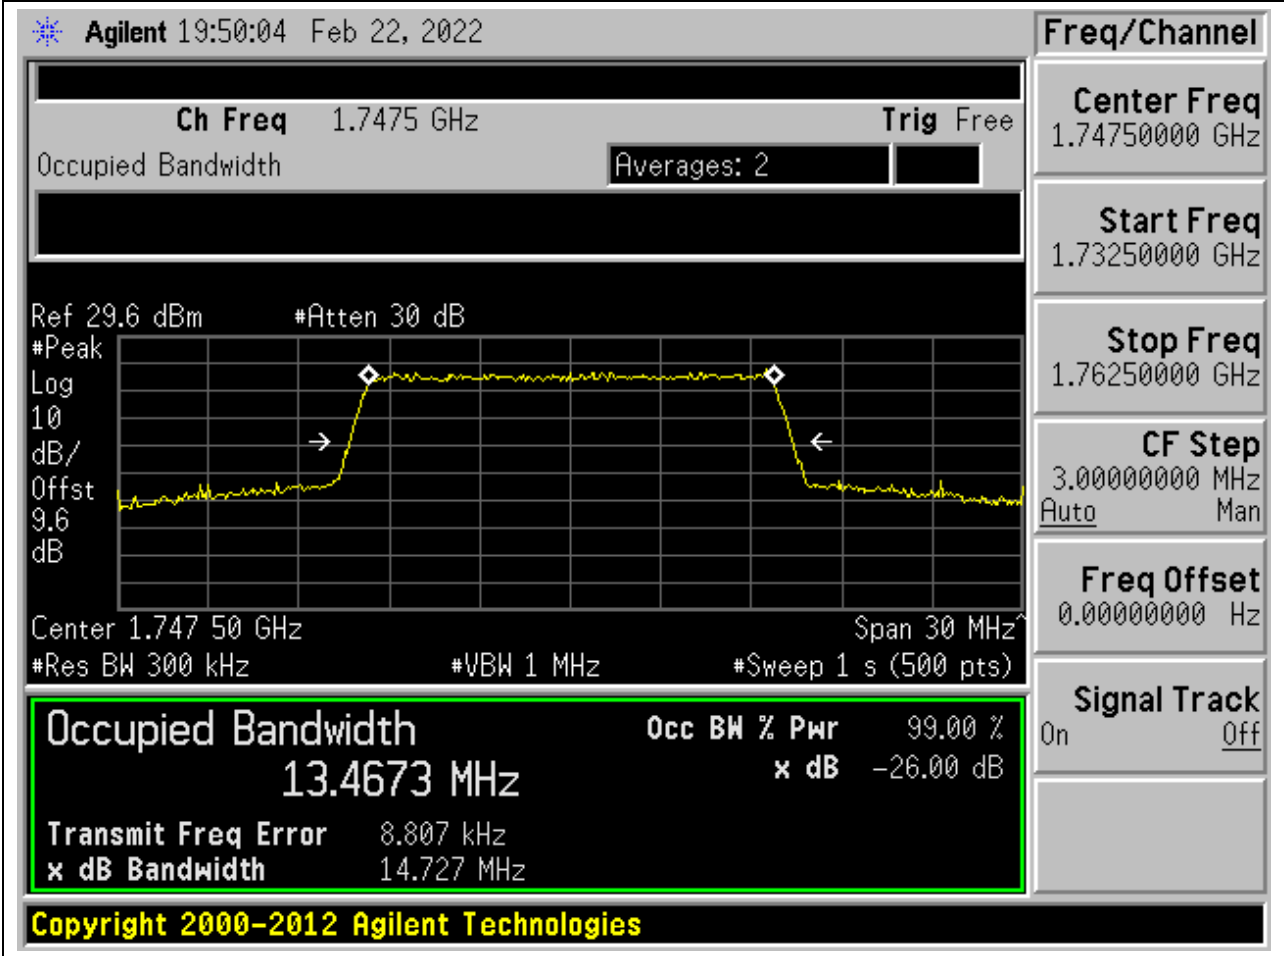 Agilent 19:50:04 Feb 22, 2022
Freq/Channel
Ch Freq 1.7475 GHz Trig Free
Occupied Bandwidth Averages: 2
Center Freq
1.74750000 GHz
Start Freq
1.73250000 GHz
Stop Freq
1.76250000 GHz
CF Step
3.00000000 MHz
Auto Man
Freq Offset
0.00000000 Hz
Signal Track
On Off
Ref 29.6 dBm #Atten 30 dB
#Peak
Log
10
dB/
Offst
9.6
dB
Center 1.747 50 GHz Span 30 MHz^
#Res BW 300 kHz #VBW 1 MHz #Sweep 1 s (500 pts)
Occupied Bandwidth Occ BW % Pwr 99.00 %
13.4673 MHz x dB -26.00 dB
Transmit Freq Error 8.807 kHz
x dB Bandwidth 14.727 MHz
Copyright 2000-2012 Agilent Technologies